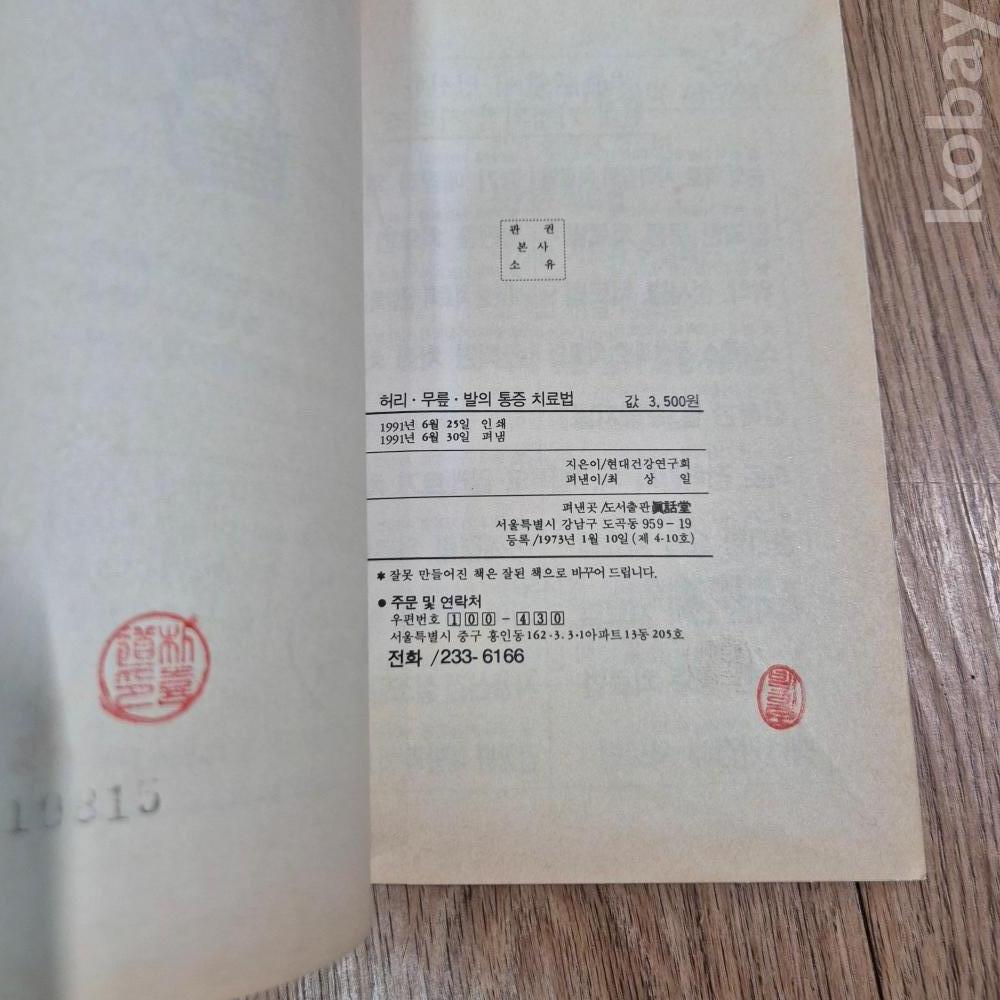 kobay
판 권
본 사
소 유
허리·무릎·발의 통증 치료법 값 3,500원
1991년 6월 25일 인쇄
1991년 6월 30일 펴냄
지은이/현대건강연구회
펴낸이/최 상 일
펴낸곳/도서출판眞話堂
서울특별시 강남구 도곡동 959-19
등록/1973년 1월 10일(제 4-10호)
* 잘못 만들어진 책은 잘된 책으로 바꾸어 드립니다.
● 주문 및 연락처
우편번호 100-430
서울특별시 중구 흥인동 162·3.3·1아파트 13동 205호
전화/233-6166
10315